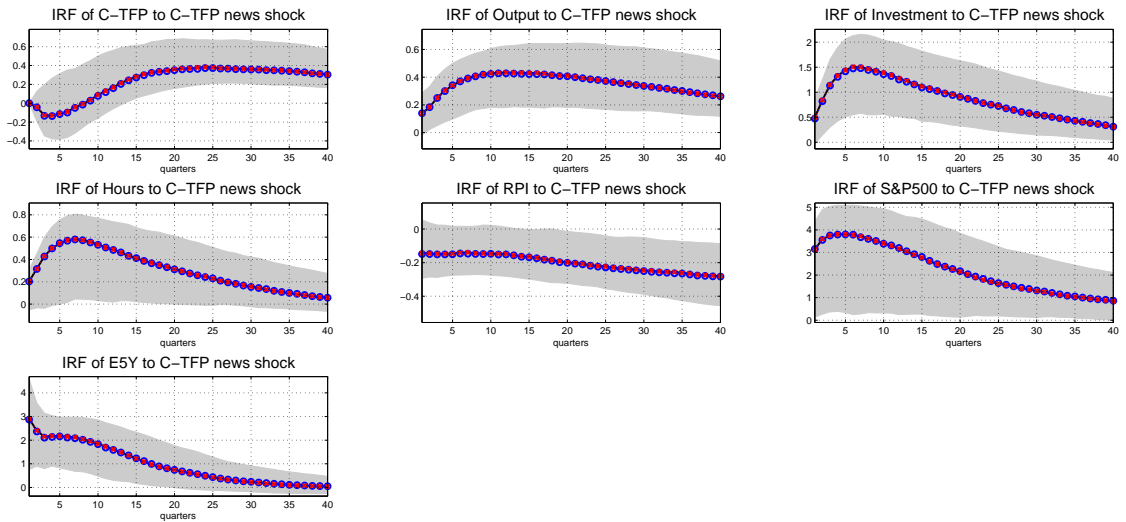 IRF of C−TFP to C−TFP news shock
IRF of Output to C−TFP news shock
IRF of Investment to C−TFP news shock
0.6
0.4
0.2
0
−0.2
−0.4
5 10 15 20 25 30 35 40
quarters
0.6
0.4
0.2
0
5 10 15 20 25 30 35 40
quarters
2
1.5
1
0.5
0
5 10 15 20 25 30 35 40
quarters
IRF of Hours to C−TFP news shock
IRF of RPI to C−TFP news shock
IRF of S&P500 to C−TFP news shock
0.8
0.6
0.4
0.2
0
5 10 15 20 25 30 35 40
quarters
0
−0.2
−0.4
5 10 15 20 25 30 35 40
quarters
5
4
3
2
1
0
5 10 15 20 25 30 35 40
quarters
IRF of E5Y to C−TFP news shock
4
3
2
1
0
5 10 15 20 25 30 35 40
quarters